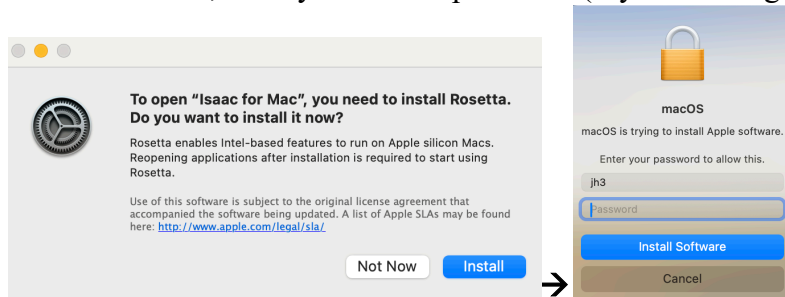 To open “Isaac for Mac”, you need to install Rosetta.
Do you want to install it now?
Rosetta enables Intel-based features to run on Apple silicon Macs.
Reopening applications after installation is required to start using
Rosetta.
Use of this software is subject to the original license agreement that
accompanied the software being updated. A list of Apple SLAs may be found
here: http://www.apple.com/legal/sla/
Not Now
Install
→
macOS
macOS is trying to install Apple software.
Enter your password to allow this.
jh3
Password
Install Software
Cancel